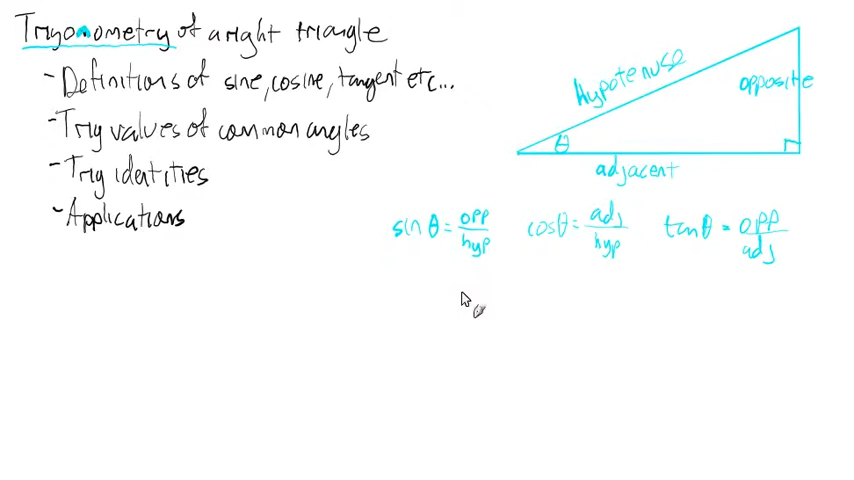 Trigonometry of a right triangle
- Definitions of sine, cosine, tangent etc...
- Trig values of common angles
- Trig identities
- Applications
Hypotenuse
opposite
θ
adjacent
sin θ = opp/hyp cos θ = adj/hyp tan θ = opp/adj